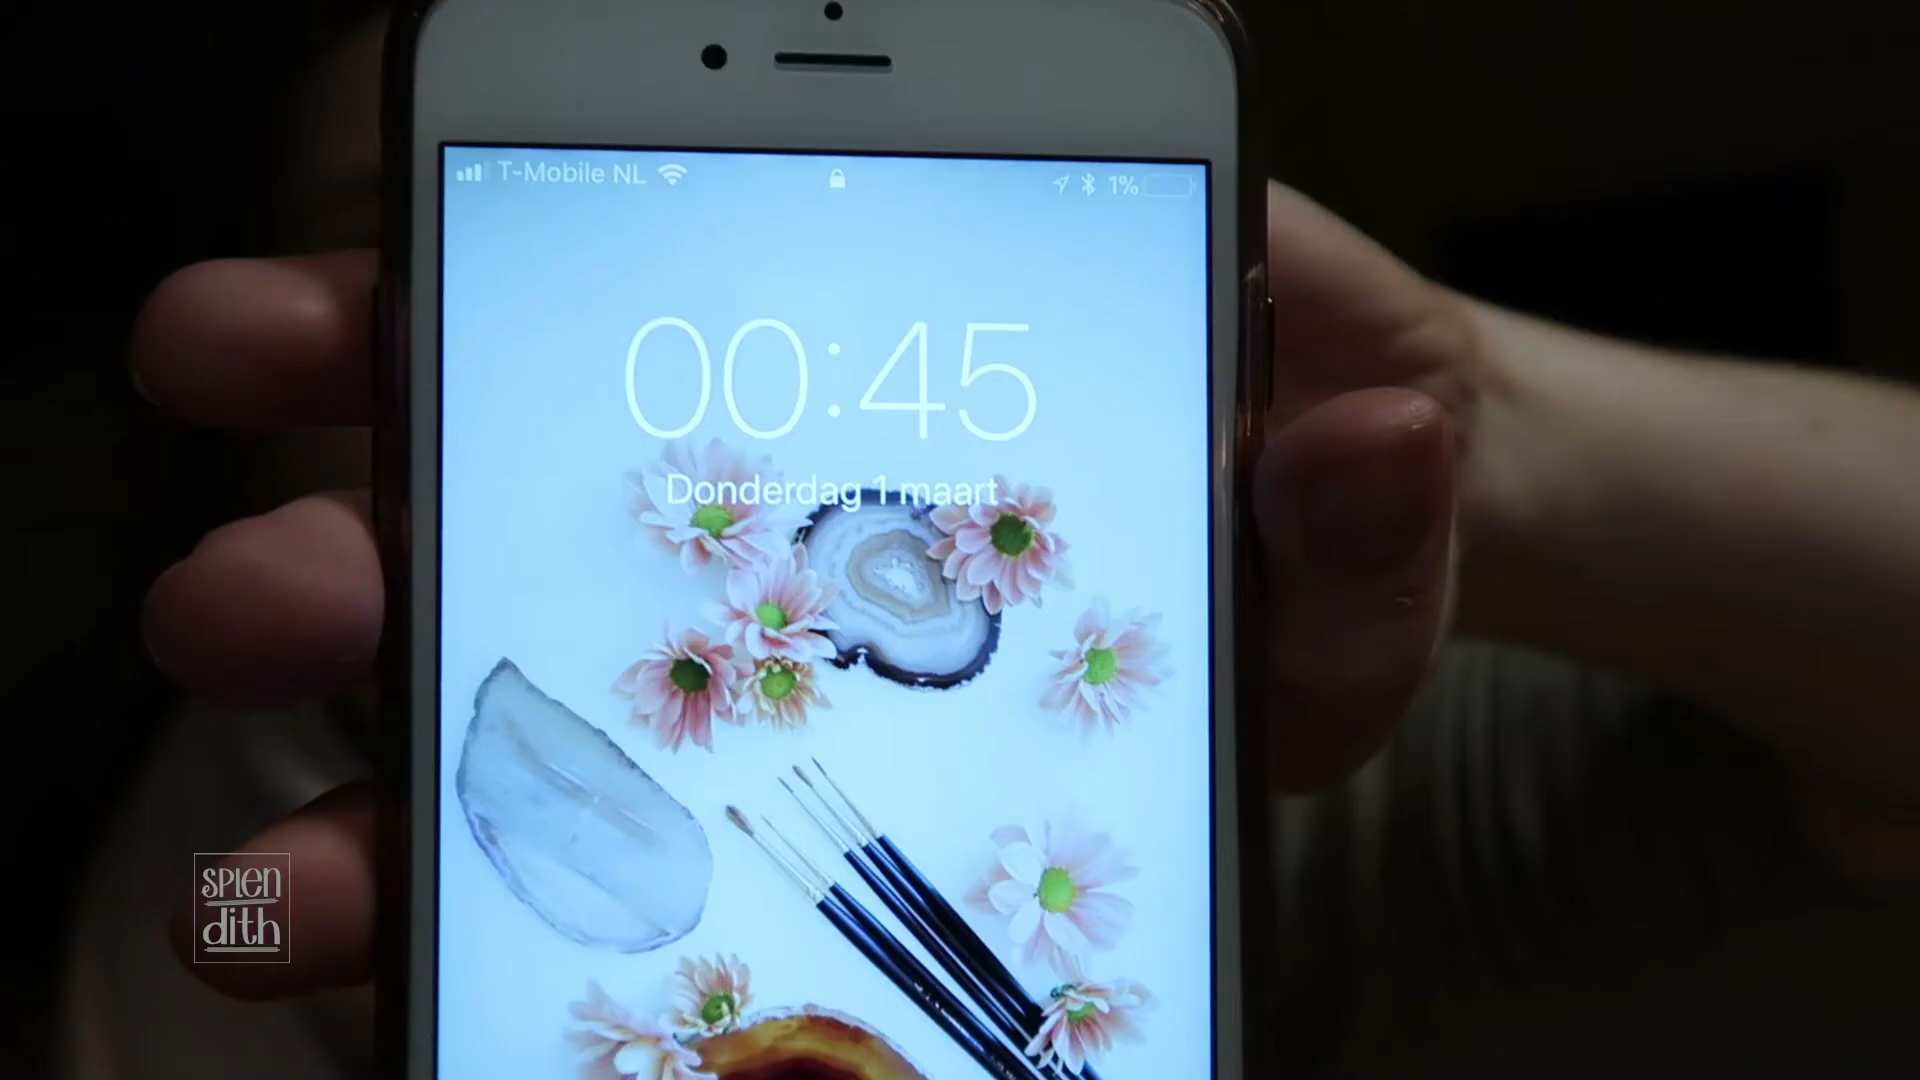 T-Mobile NL
1%
00:45
Donderdag 1 maart
SPlEN
dith